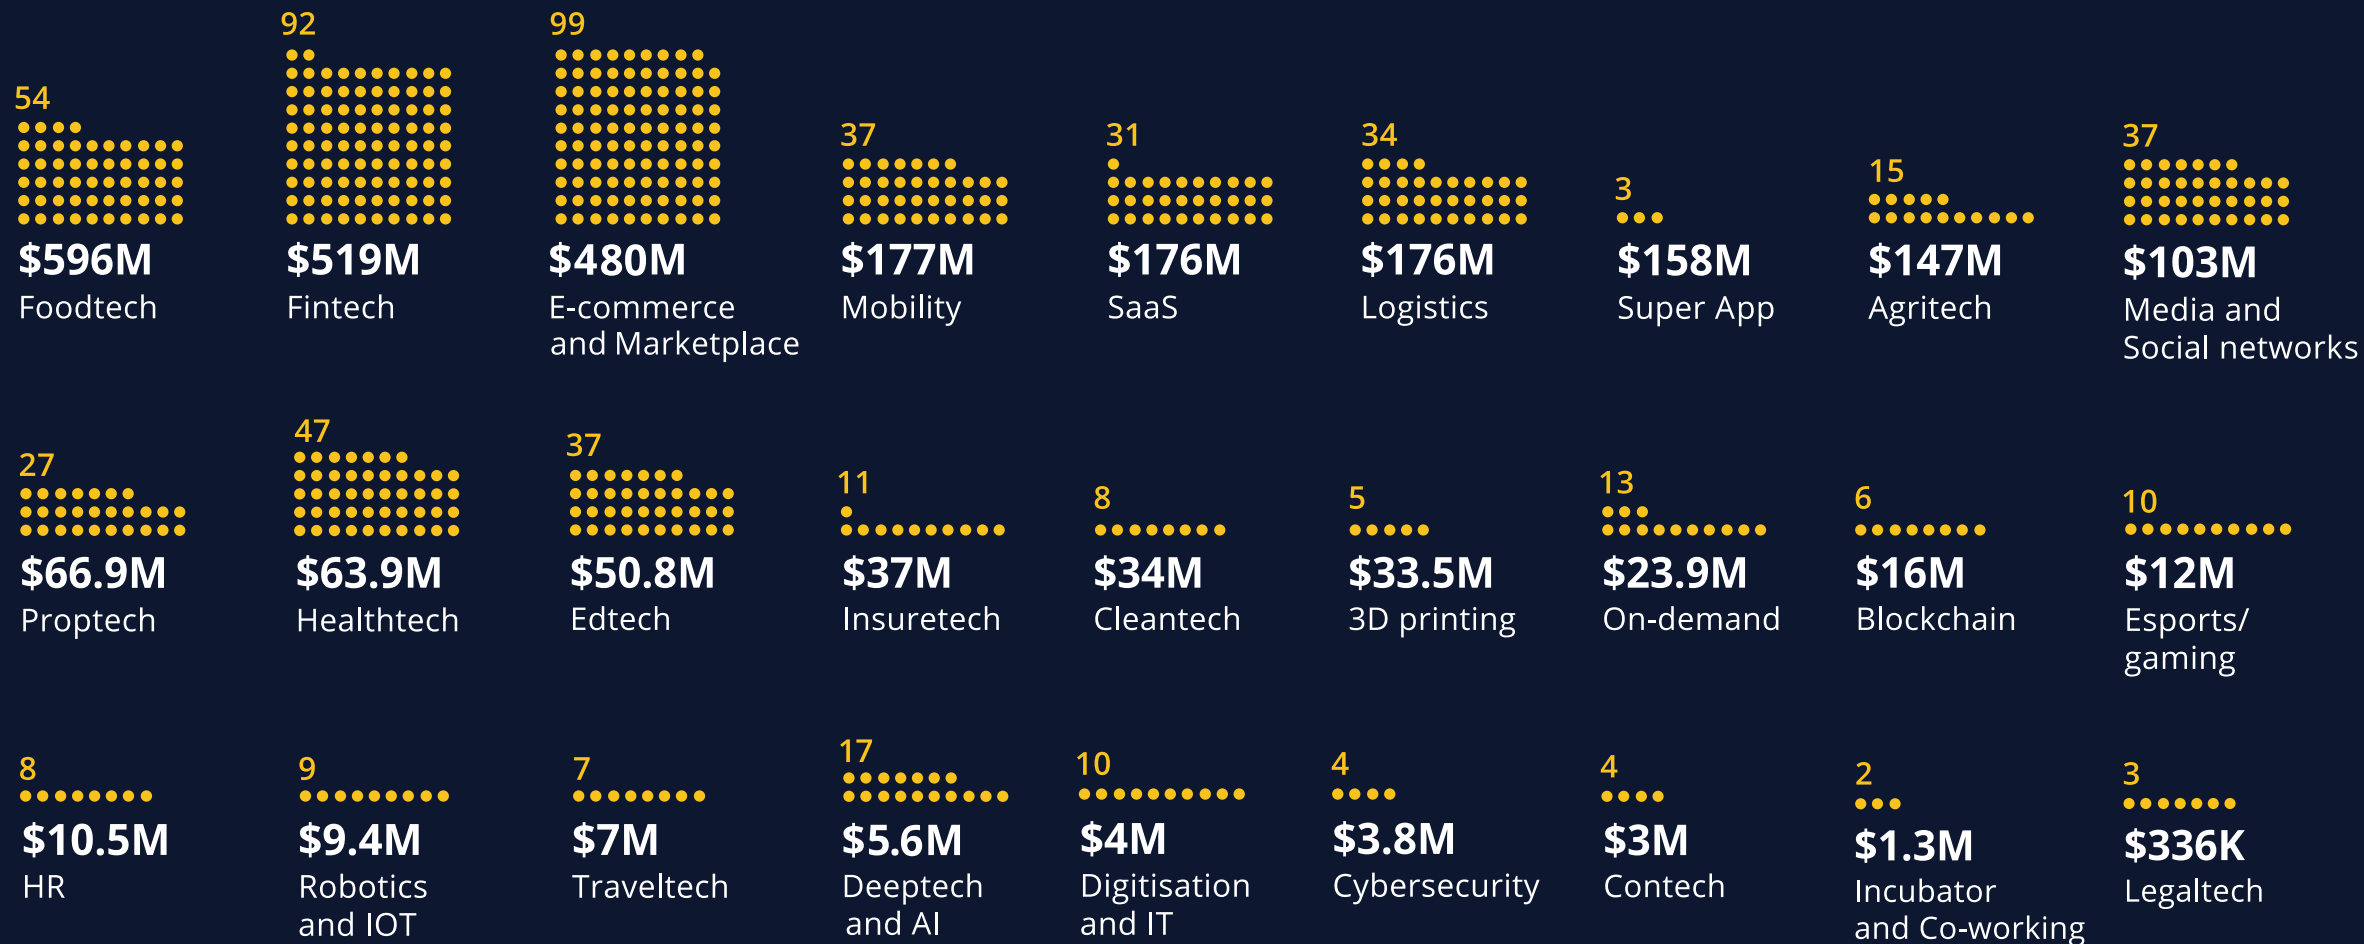 54
$596M
Foodtech
92
$519M
Fintech
99
$480M
E-commerce
and Marketplace
37
$177M
Mobility
31
$176M
SaaS
34
$176M
Logistics
3
$158M
Super App
15
$147M
Agritech
37
$103M
Media and
Social networks
27
$66.9M
Proptech
47
$63.9M
Healthtech
37
$50.8M
Edtech
11
$37M
Insuretech
8
$34M
Cleantech
5
$33.5M
3D printing
13
$23.9M
On-demand
6
$16M
Blockchain
10
$12M
Esports/
gaming
8
$10.5M
HR
9
$9.4M
Robotics
and IOT
7
$7M
Traveltech
17
$5.6M
Deeptech
and AI
10
$4M
Digitisation
and IT
4
$3.8M
Cybersecurity
4
$3M
Contech
2
$1.3M
Incubator
and Co-working
3
$336K
Legaltech